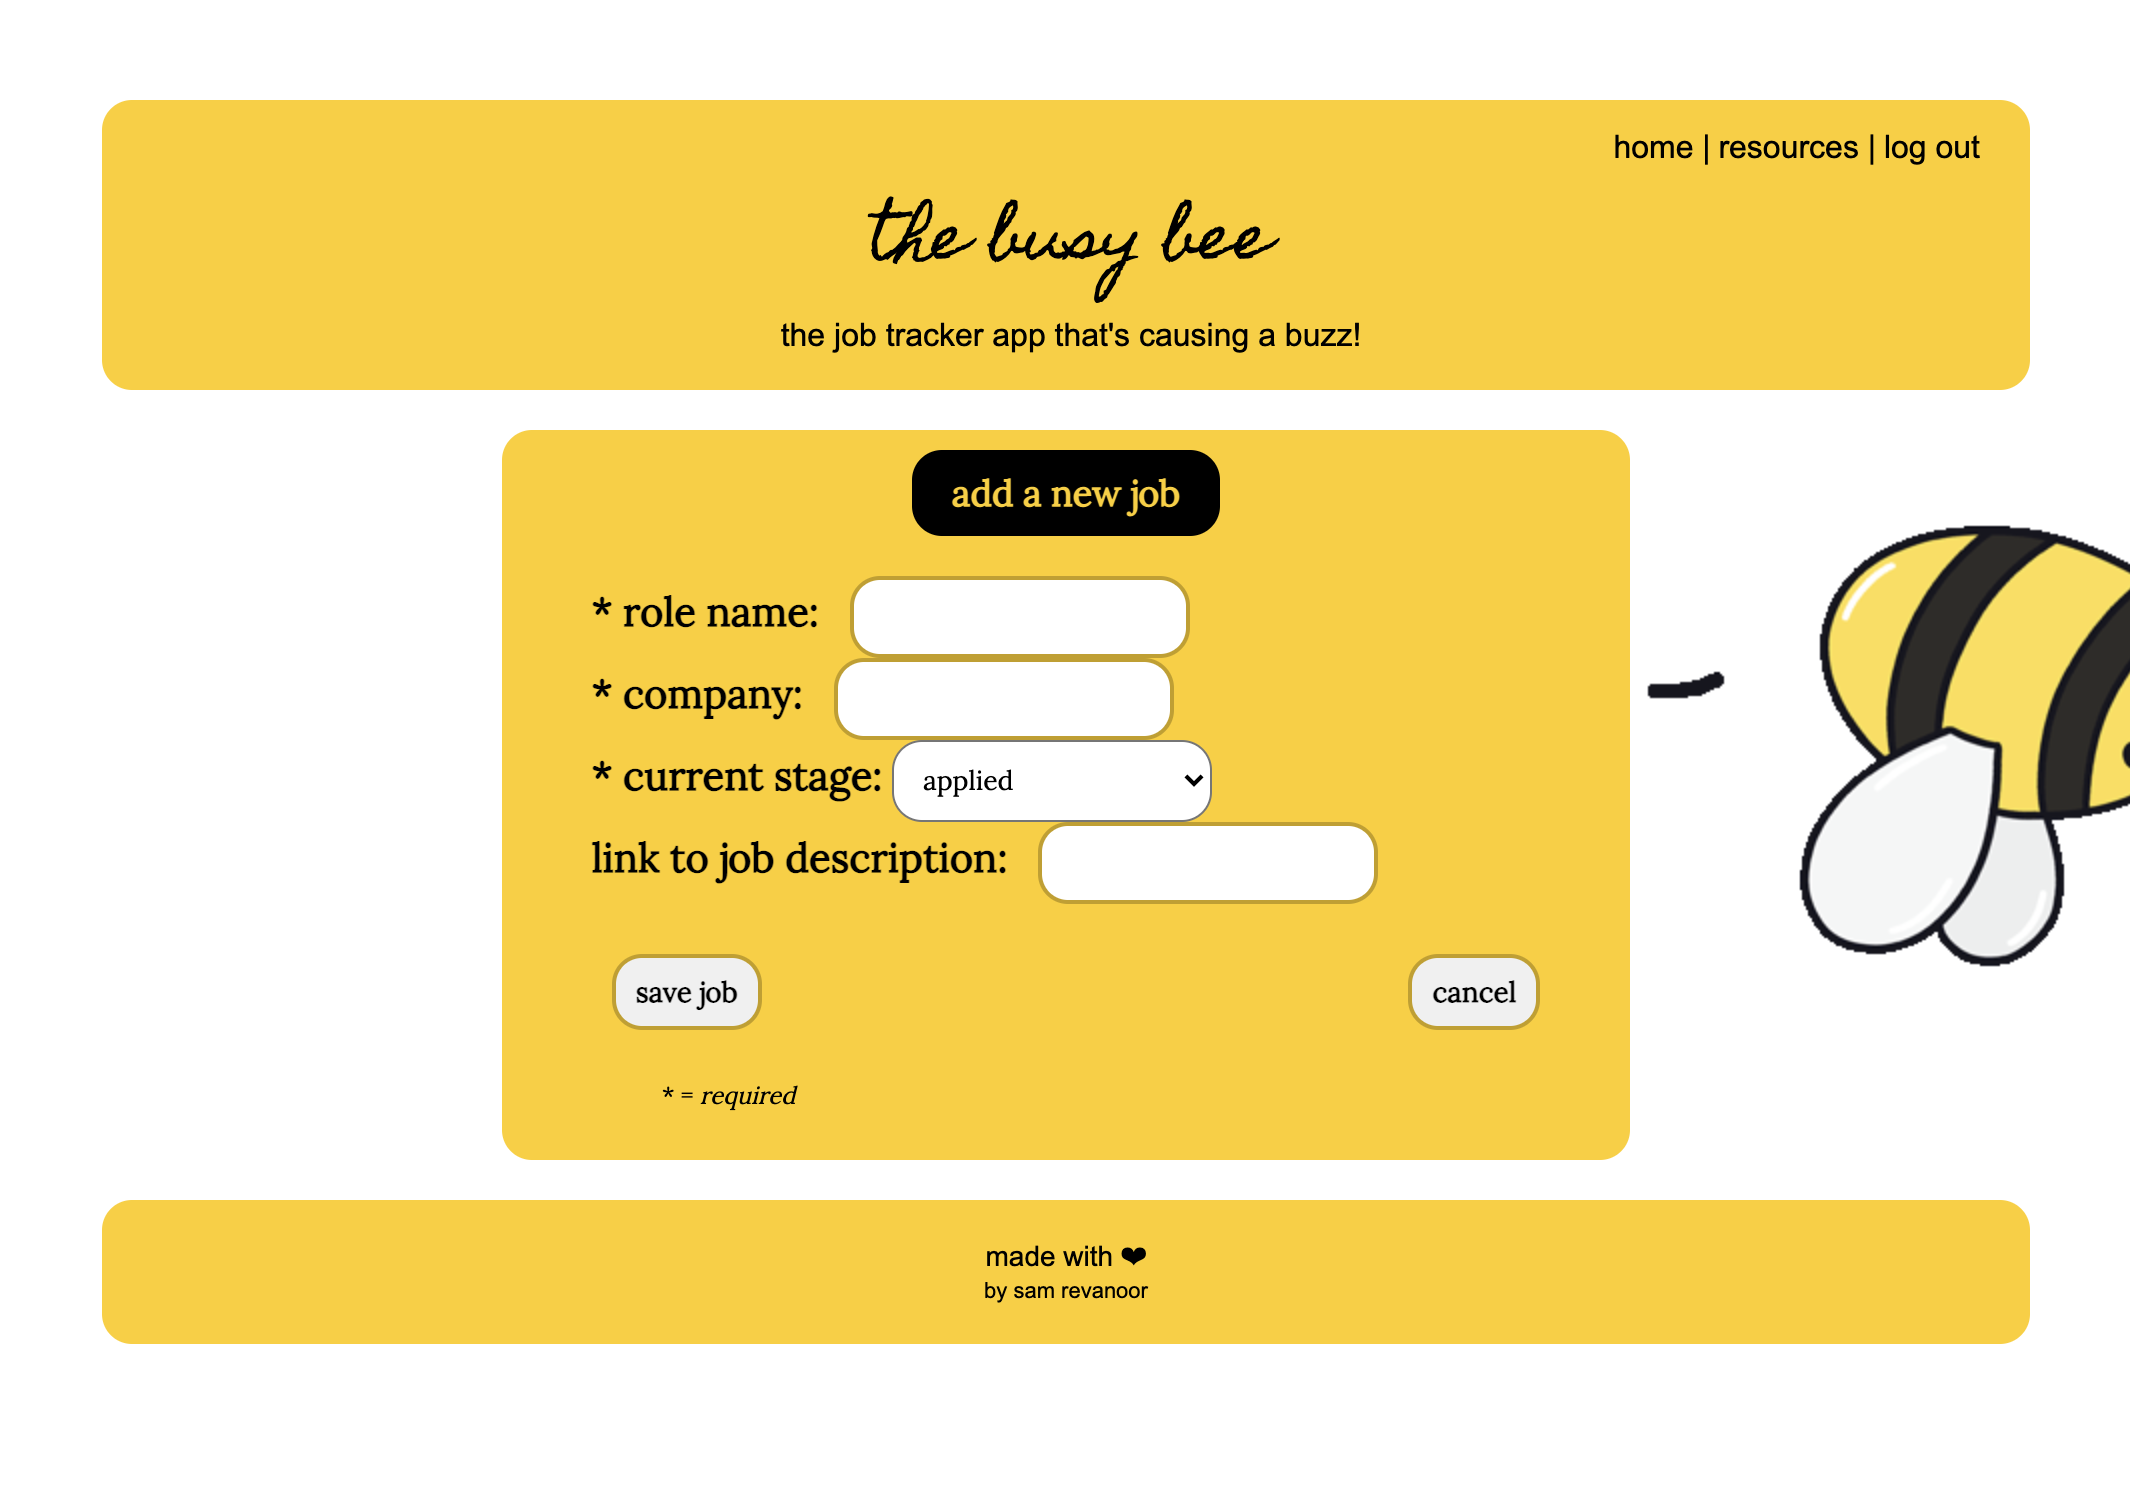 home | resources | log out
the busy bee
the job tracker app that's causing a buzz!
add a new job
* role name:
* company:
* current stage: applied
link to job description:
save job cancel
* = required
made with ❤
by sam revanoor